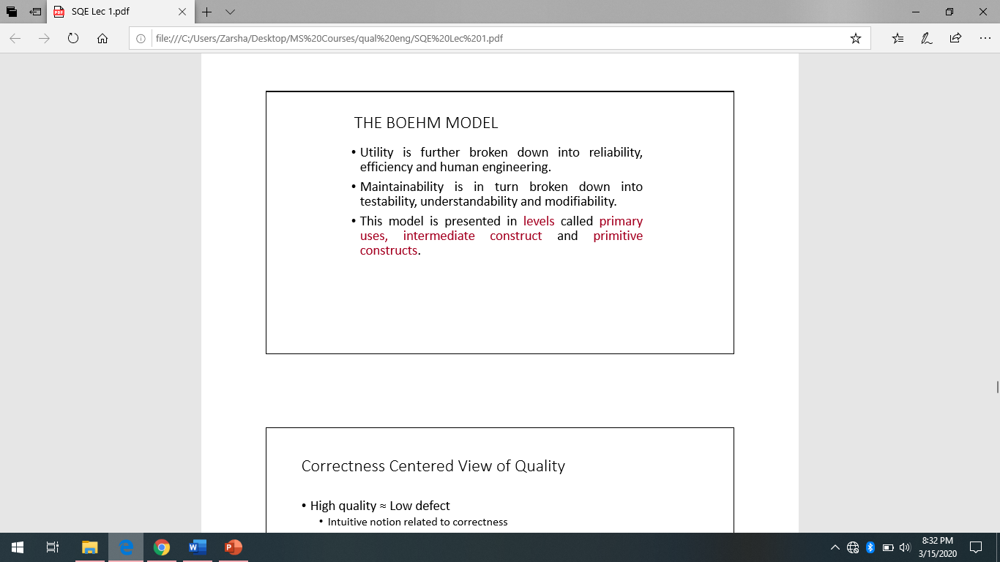 SQE Lec 1.pdf
file:///C:/Users/Zarsha/Desktop/MS%20Courses/qual%20eng/SQE%20Lec%201.pdf
THE BOEHM MODEL
• Utility is further broken down into reliability,
efficiency and human engineering.
• Maintainability is in turn broken down into
testability, understandability and modifiability.
• This model is presented in levels called primary
uses, intermediate construct and primitive
constructs.
Correctness Centered View of Quality
• High quality ≈ Low defect
• Intuitive notion related to correctness
8:32 PM
3/15/2020